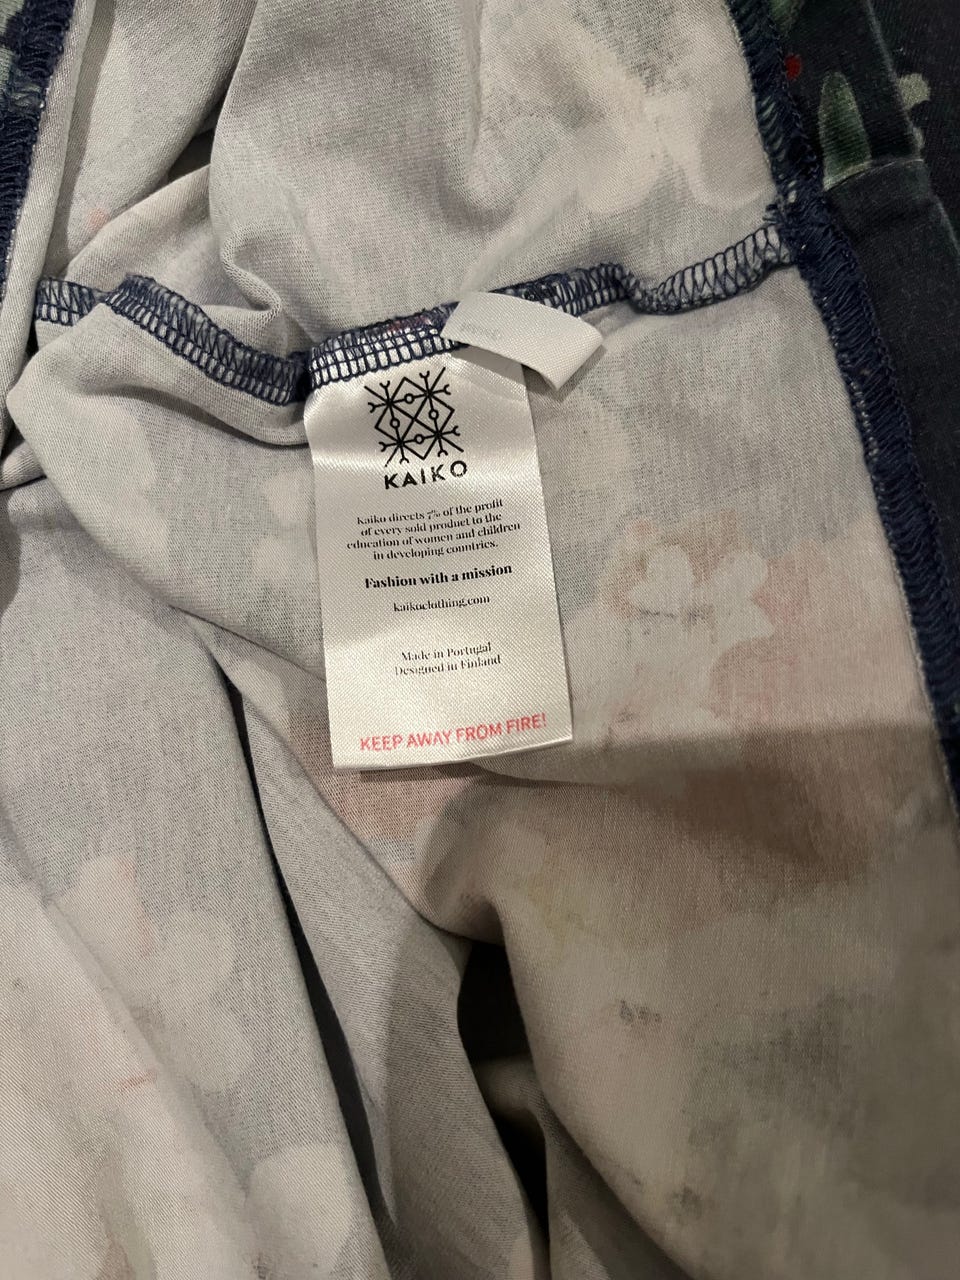 KAIKO
Kaiko directs 7% of the profit
of every sold product to the
education of women and children
in developing countries.
Fashion with a mission
kaikoclothing.com
Made in Portugal
Designed in Finland
KEEP AWAY FROM FIRE!